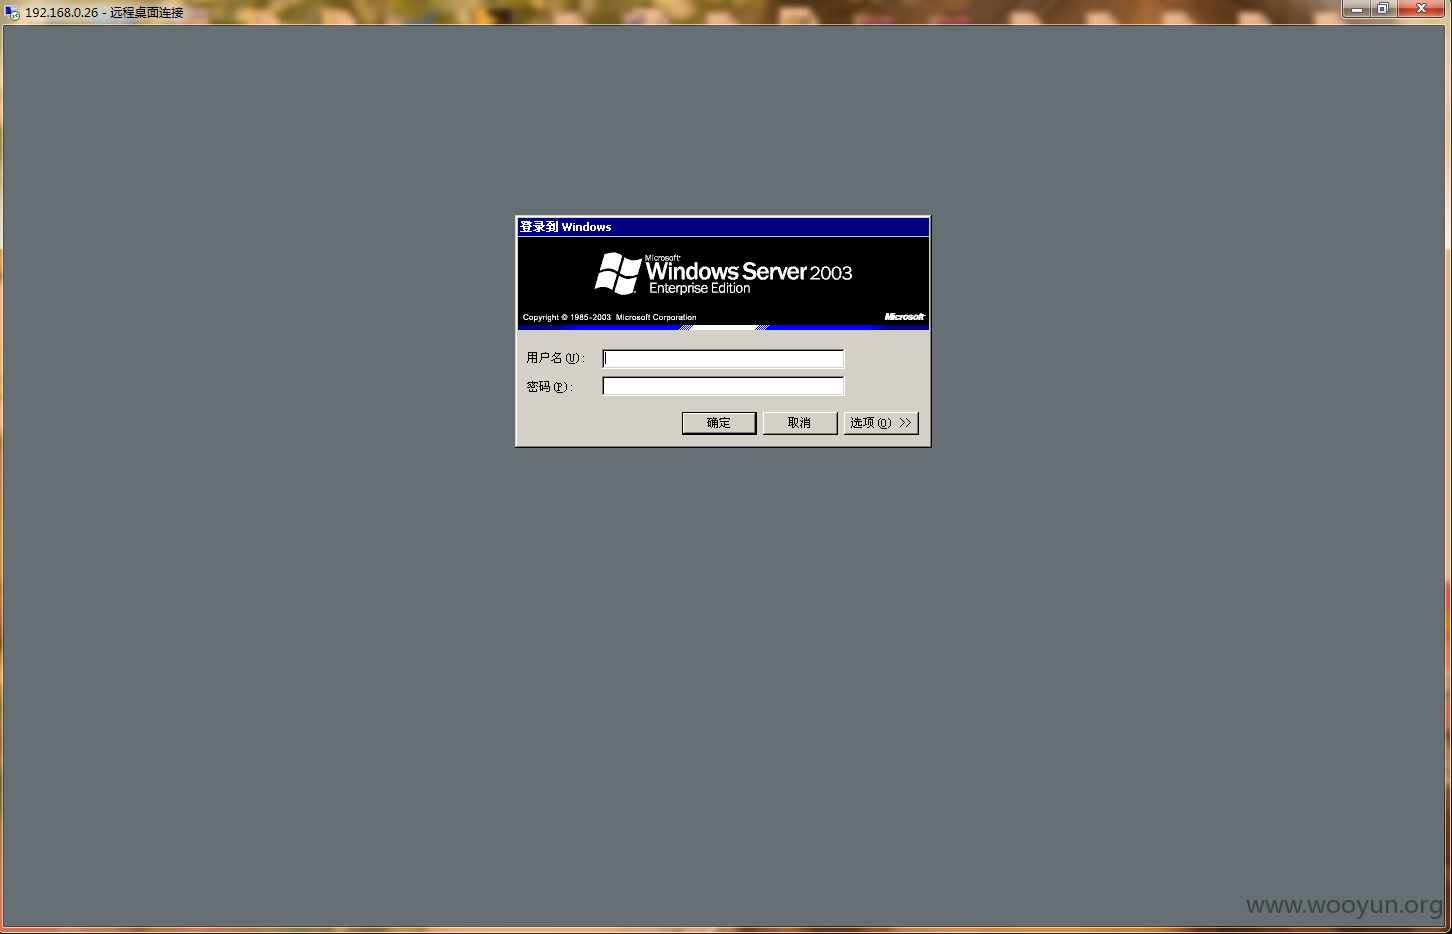 192.168.0.26 - 远程桌面连接
登录到 Windows
Microsoft
Windows Server 2003
Enterprise Edition
Copyright © 1985-2003 Microsoft Corporation
Microsoft
用户名(U):
密码(P):
确定
取消
选项(O) >>
www.wooyun.org